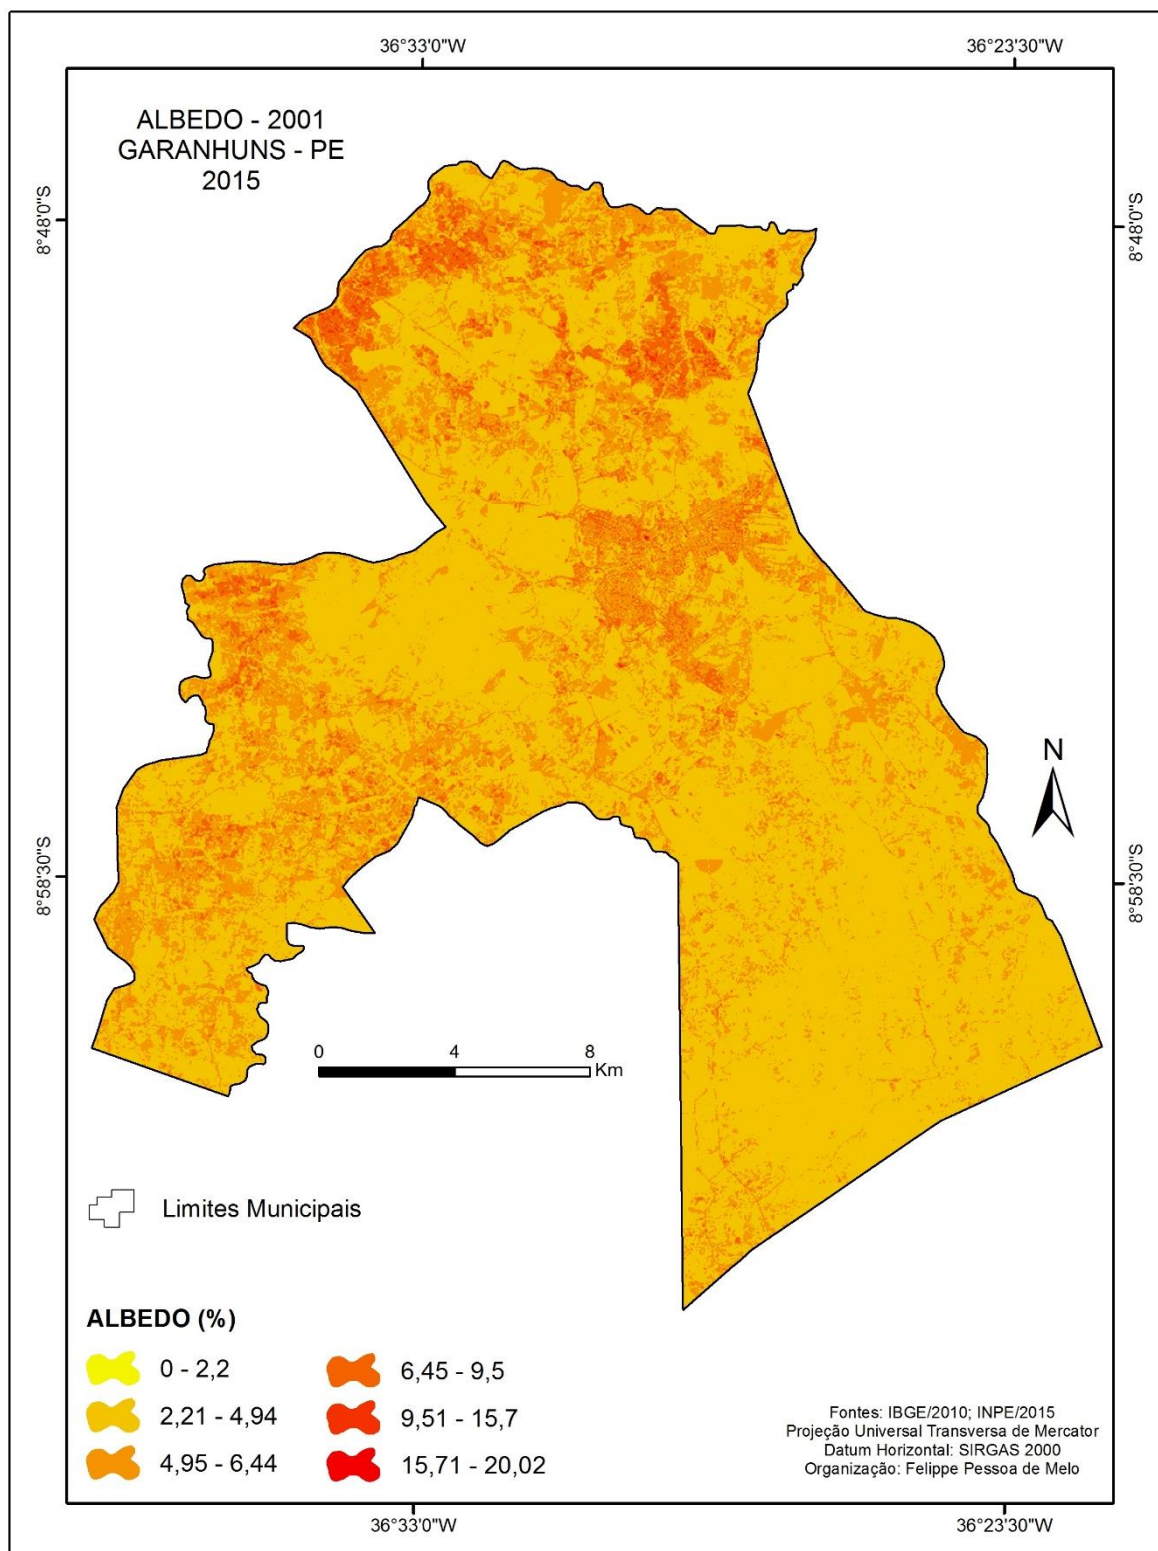 36°33'0"W
36°23'30"W
ALBEDO - 2001
GARANHUNS - PE
2015
8°48'0"S
8°48'0"S
N
8°58'30"S
8°58'30"S
0 4 8
Km
Limites Municipais
ALBEDO (%)
0 - 2,2
2,21 - 4,94
4,95 - 6,44
6,45 - 9,5
9,51 - 15,7
15,71 - 20,02
Fontes: IBGE/2010; INPE/2015
Projeção Universal Transversa de Mercator
Datum Horizontal: SIRGAS 2000
Organização: Felippe Pessoa de Melo
36°33'0"W
36°23'30"W